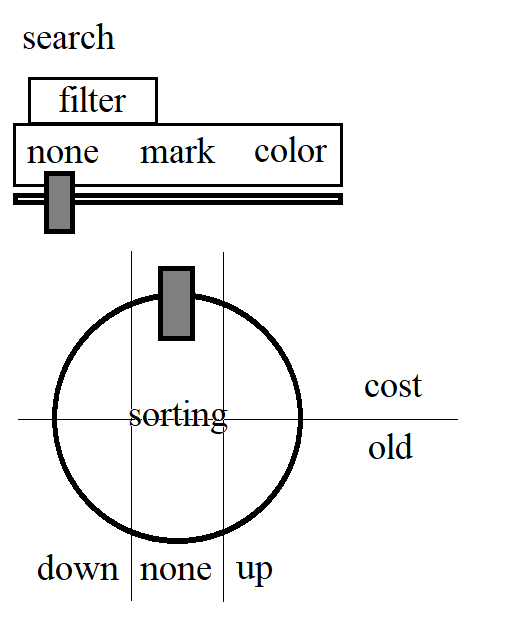 search
filter
none mark color
cost
sorting
old
down none up